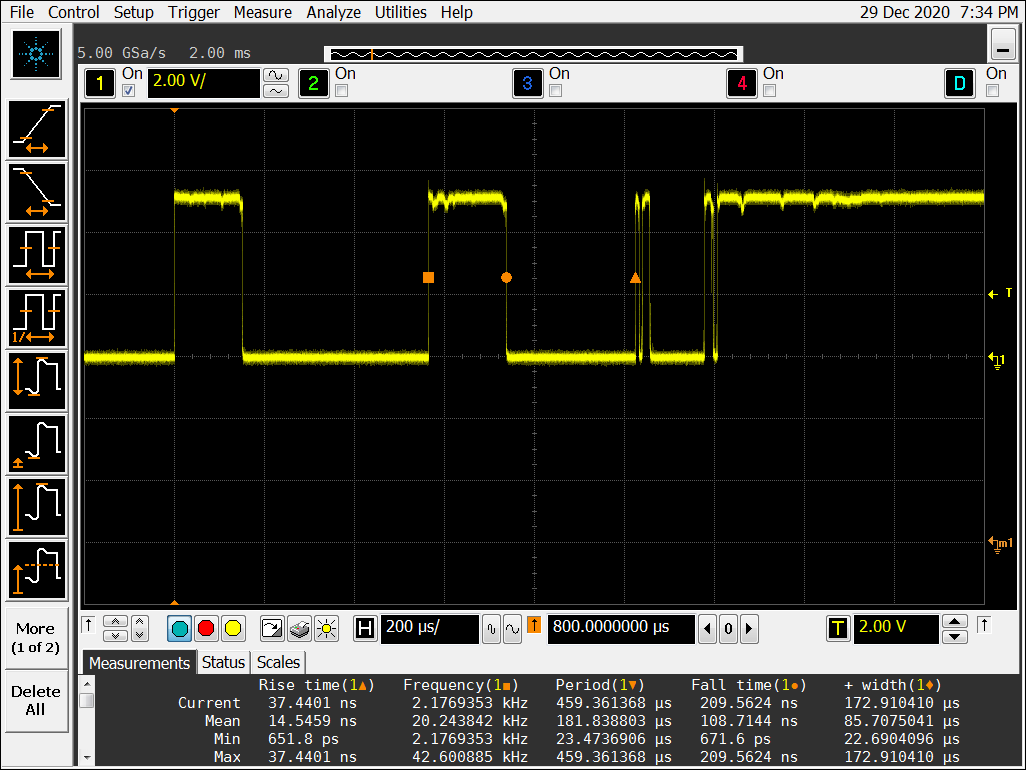 File Control Setup Trigger Measure Analyze Utilities Help 29 Dec 2020 7:34 PM
5.00 GSa/s 2.00 ms
1 On 2.00 V/ 2 On 3 On 4 On D On
T
1
m1
1/
More
(1 of 2)
Delete
All
H 200 µs/ 800.0000000 µs 0 T 2.00 V
Measurements Status Scales
Rise time(1▲) Frequency(1■) Period(1▼) Fall time(1●) + width(1♦)
Current 37.4401 ns 2.1769353 kHz 459.361368 µs 209.5624 ns 172.910410 µs
Mean 14.5459 ns 20.243842 kHz 181.838803 µs 108.7144 ns 85.7075041 µs
Min 651.8 ps 2.1769353 kHz 23.4736906 µs 671.6 ps 22.6904096 µs
Max 37.4401 ns 42.600885 kHz 459.361368 µs 209.5624 ns 172.910410 µs